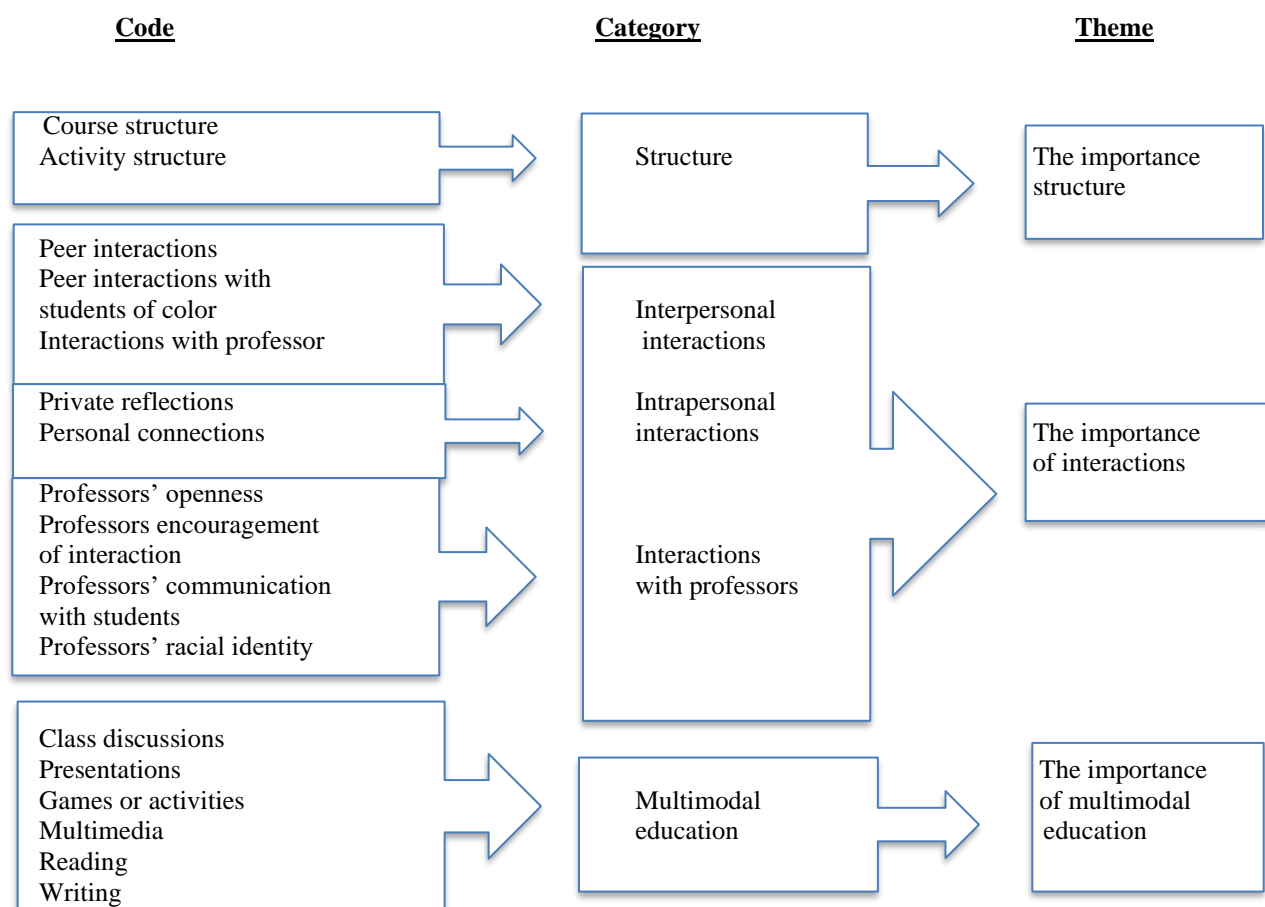 Code
Category
Theme
Course structure
Activity structure
Structure
The importance
structure
Peer interactions
Peer interactions with
students of color
Interactions with professor
Private reflections
Personal connections
Professors’ openness
Professors encouragement
of interaction
Professors’ communication
with students
Professors’ racial identity
Interpersonal
interactions
Intrapersonal
interactions
Interactions
with professors
The importance
of interactions
Class discussions
Presentations
Games or activities
Multimedia
Reading
Writing
Multimodal
education
The importance
of multimodal
education